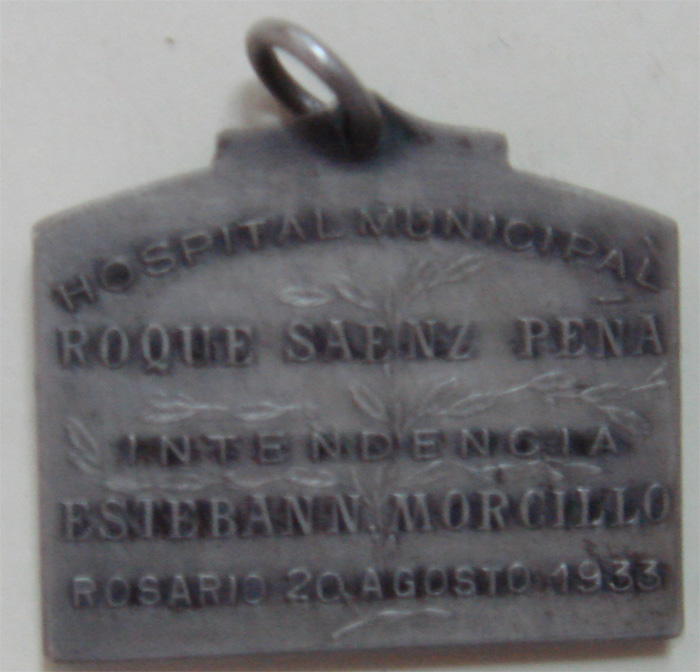 HOSPITAL MUNICIPAL
ROQUE SAENZ PEÑA
INTENDENCIA
ESTEBAN N. MORCILLO
ROSARIO 20 AGOSTO 1933